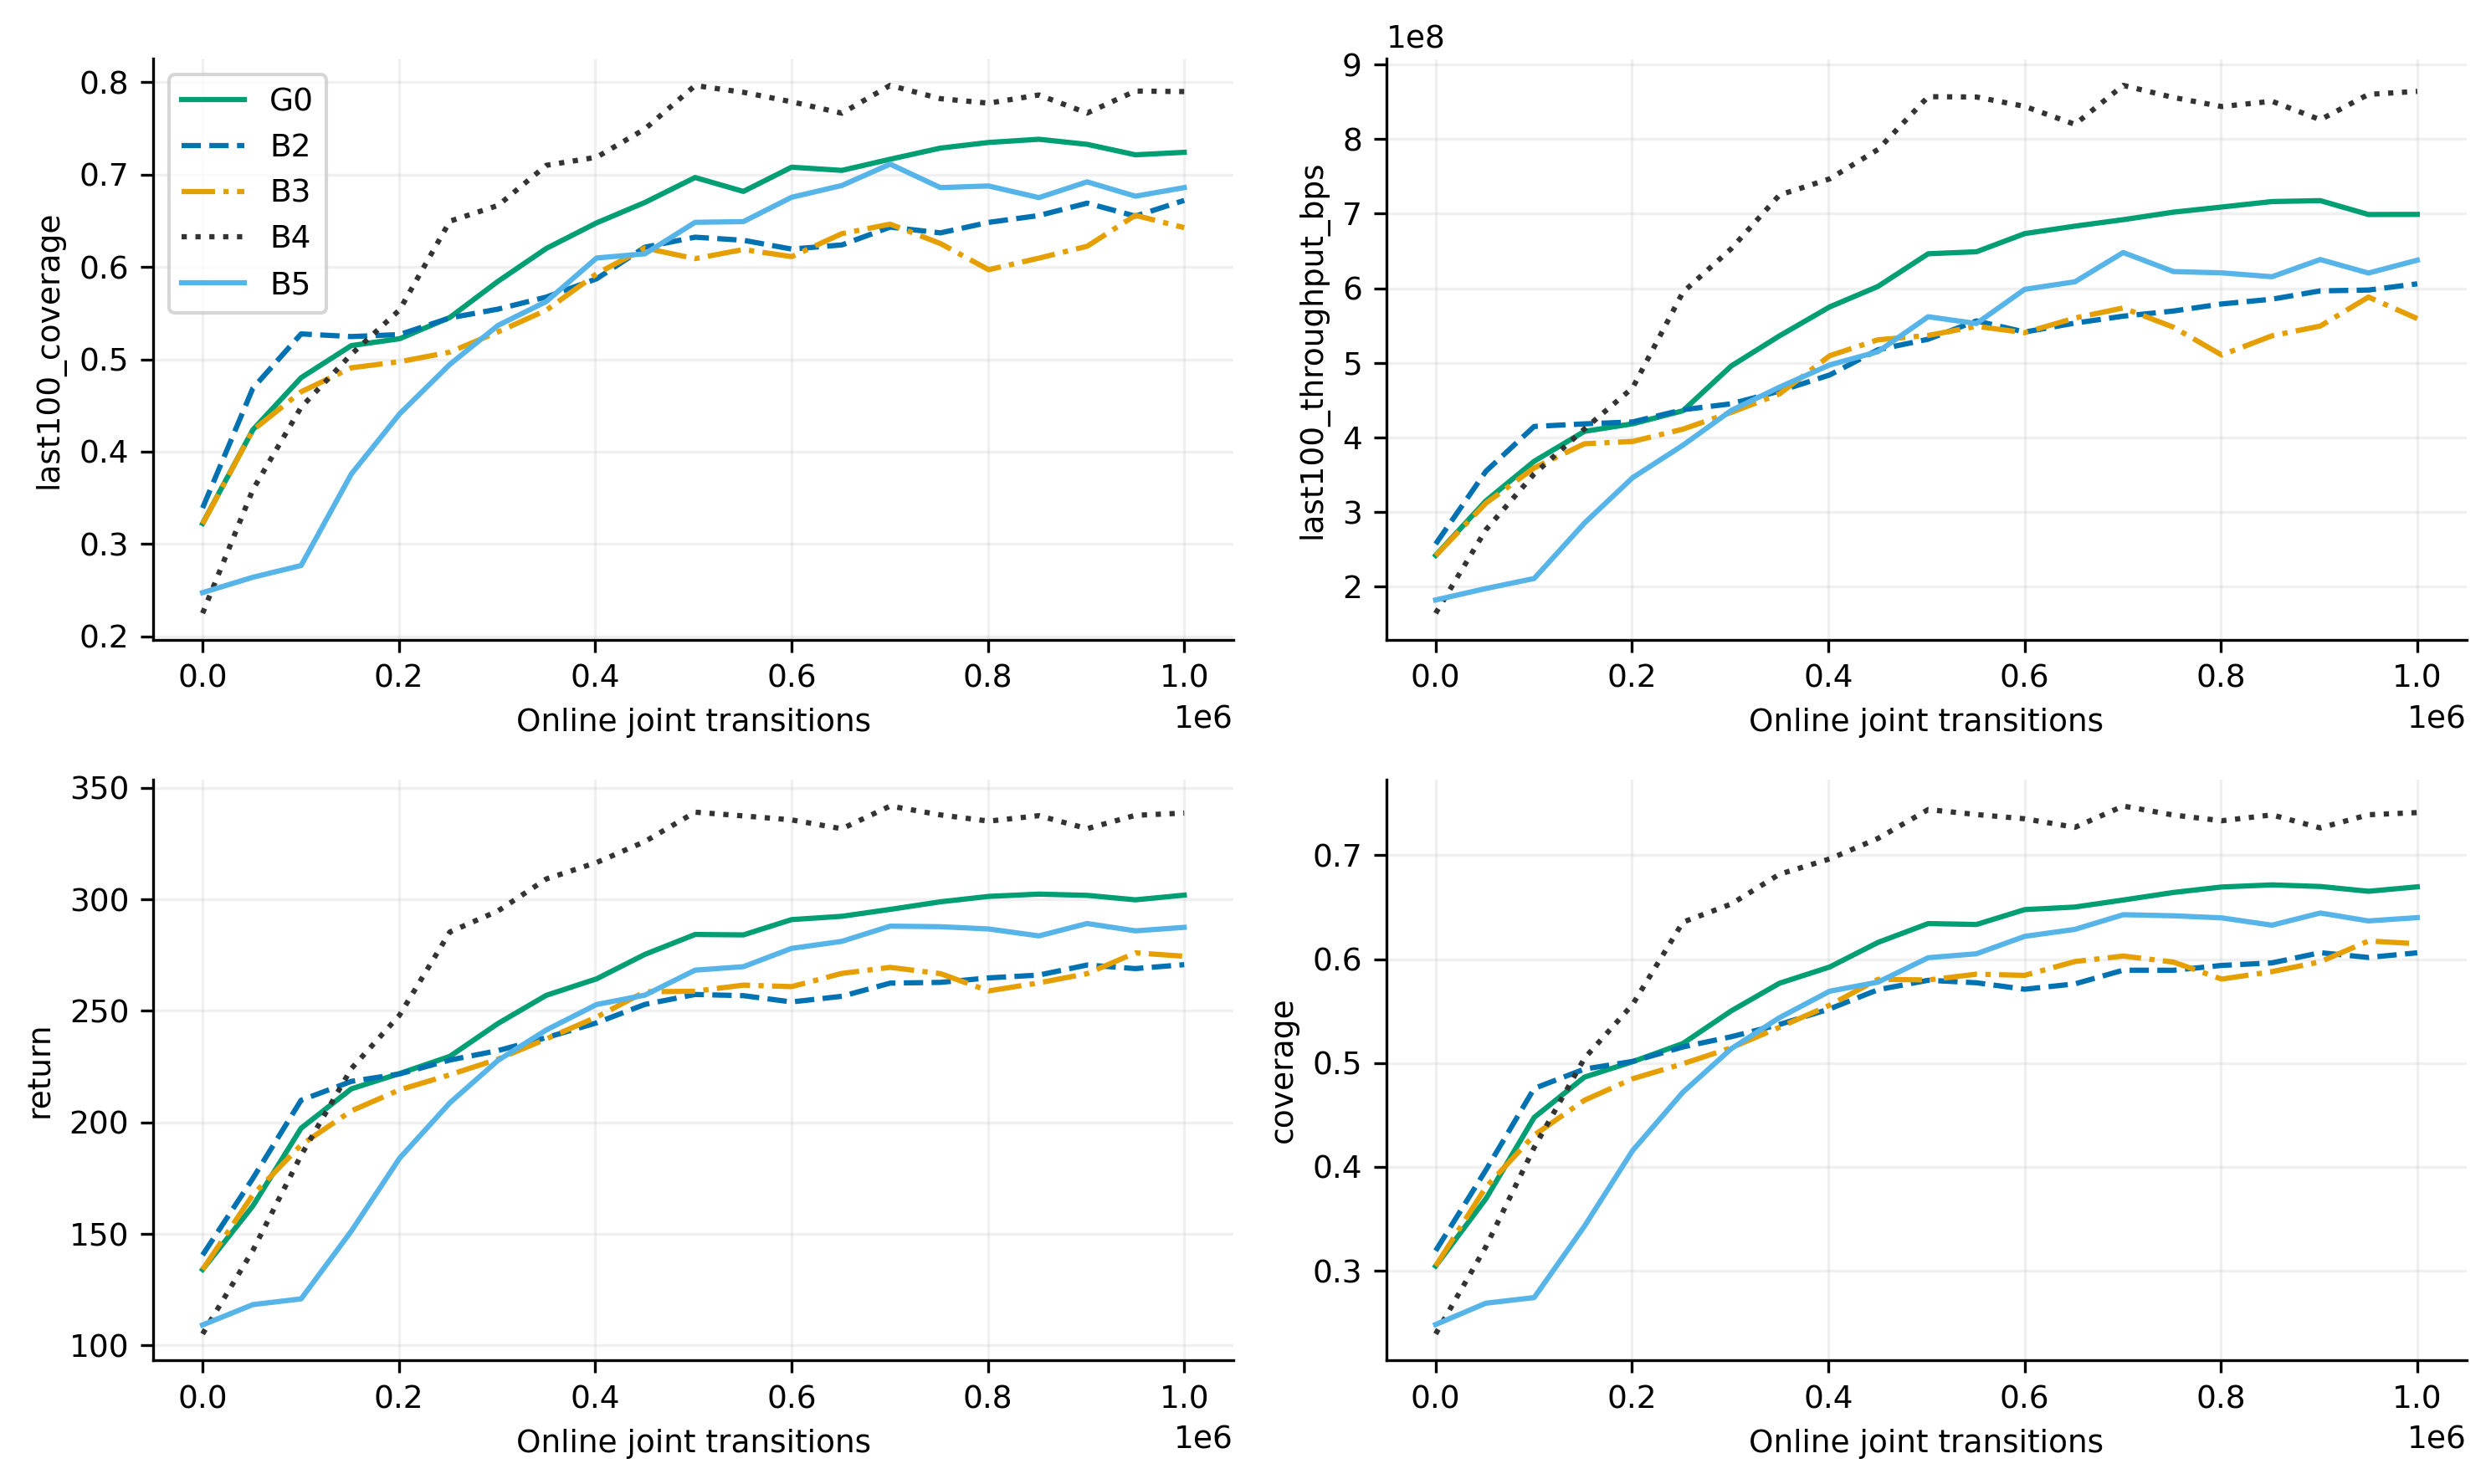 1e8
0.8
0.7
0.6
0.5
0.4
0.3
0.2
last100_coverage
G0
B2
B3
B4
B5
0.0 0.2 0.4 0.6 0.8 1.0
Online joint transitions
1e6
9
8
7
6
5
4
3
2
last100_throughput_bps
0.0 0.2 0.4 0.6 0.8 1.0
Online joint transitions
1e6
350
300
250
200
150
100
return
0.0 0.2 0.4 0.6 0.8 1.0
Online joint transitions
1e6
0.7
0.6
0.5
0.4
0.3
coverage
0.0 0.2 0.4 0.6 0.8 1.0
Online joint transitions
1e6